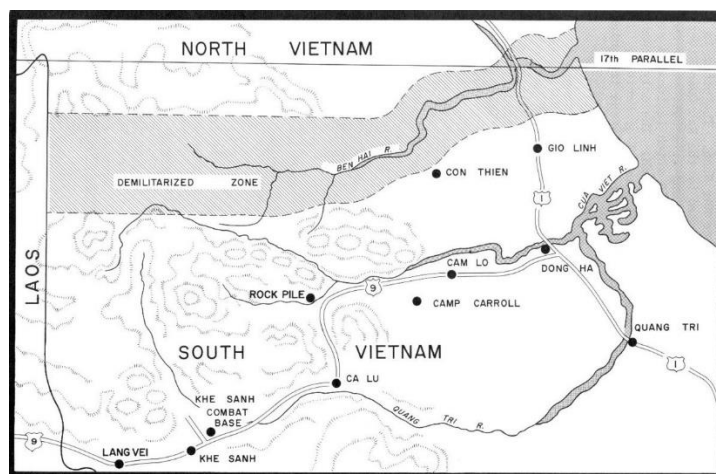 NORTH VIETNAM
17th PARALLEL
BEN HAI R.
GIO LINH
DEMILITARIZED ZONE
CON THIEN
CUA VIET R.
1
LAOS
CAM LO
DONG HA
9
ROCK PILE
CAMP CARROLL
QUANG TRI
SOUTH VIETNAM
1
CA LU
KHE SANH
COMBAT
BASE
QUANG TRI R.
9
LANG VEI
KHE SANH